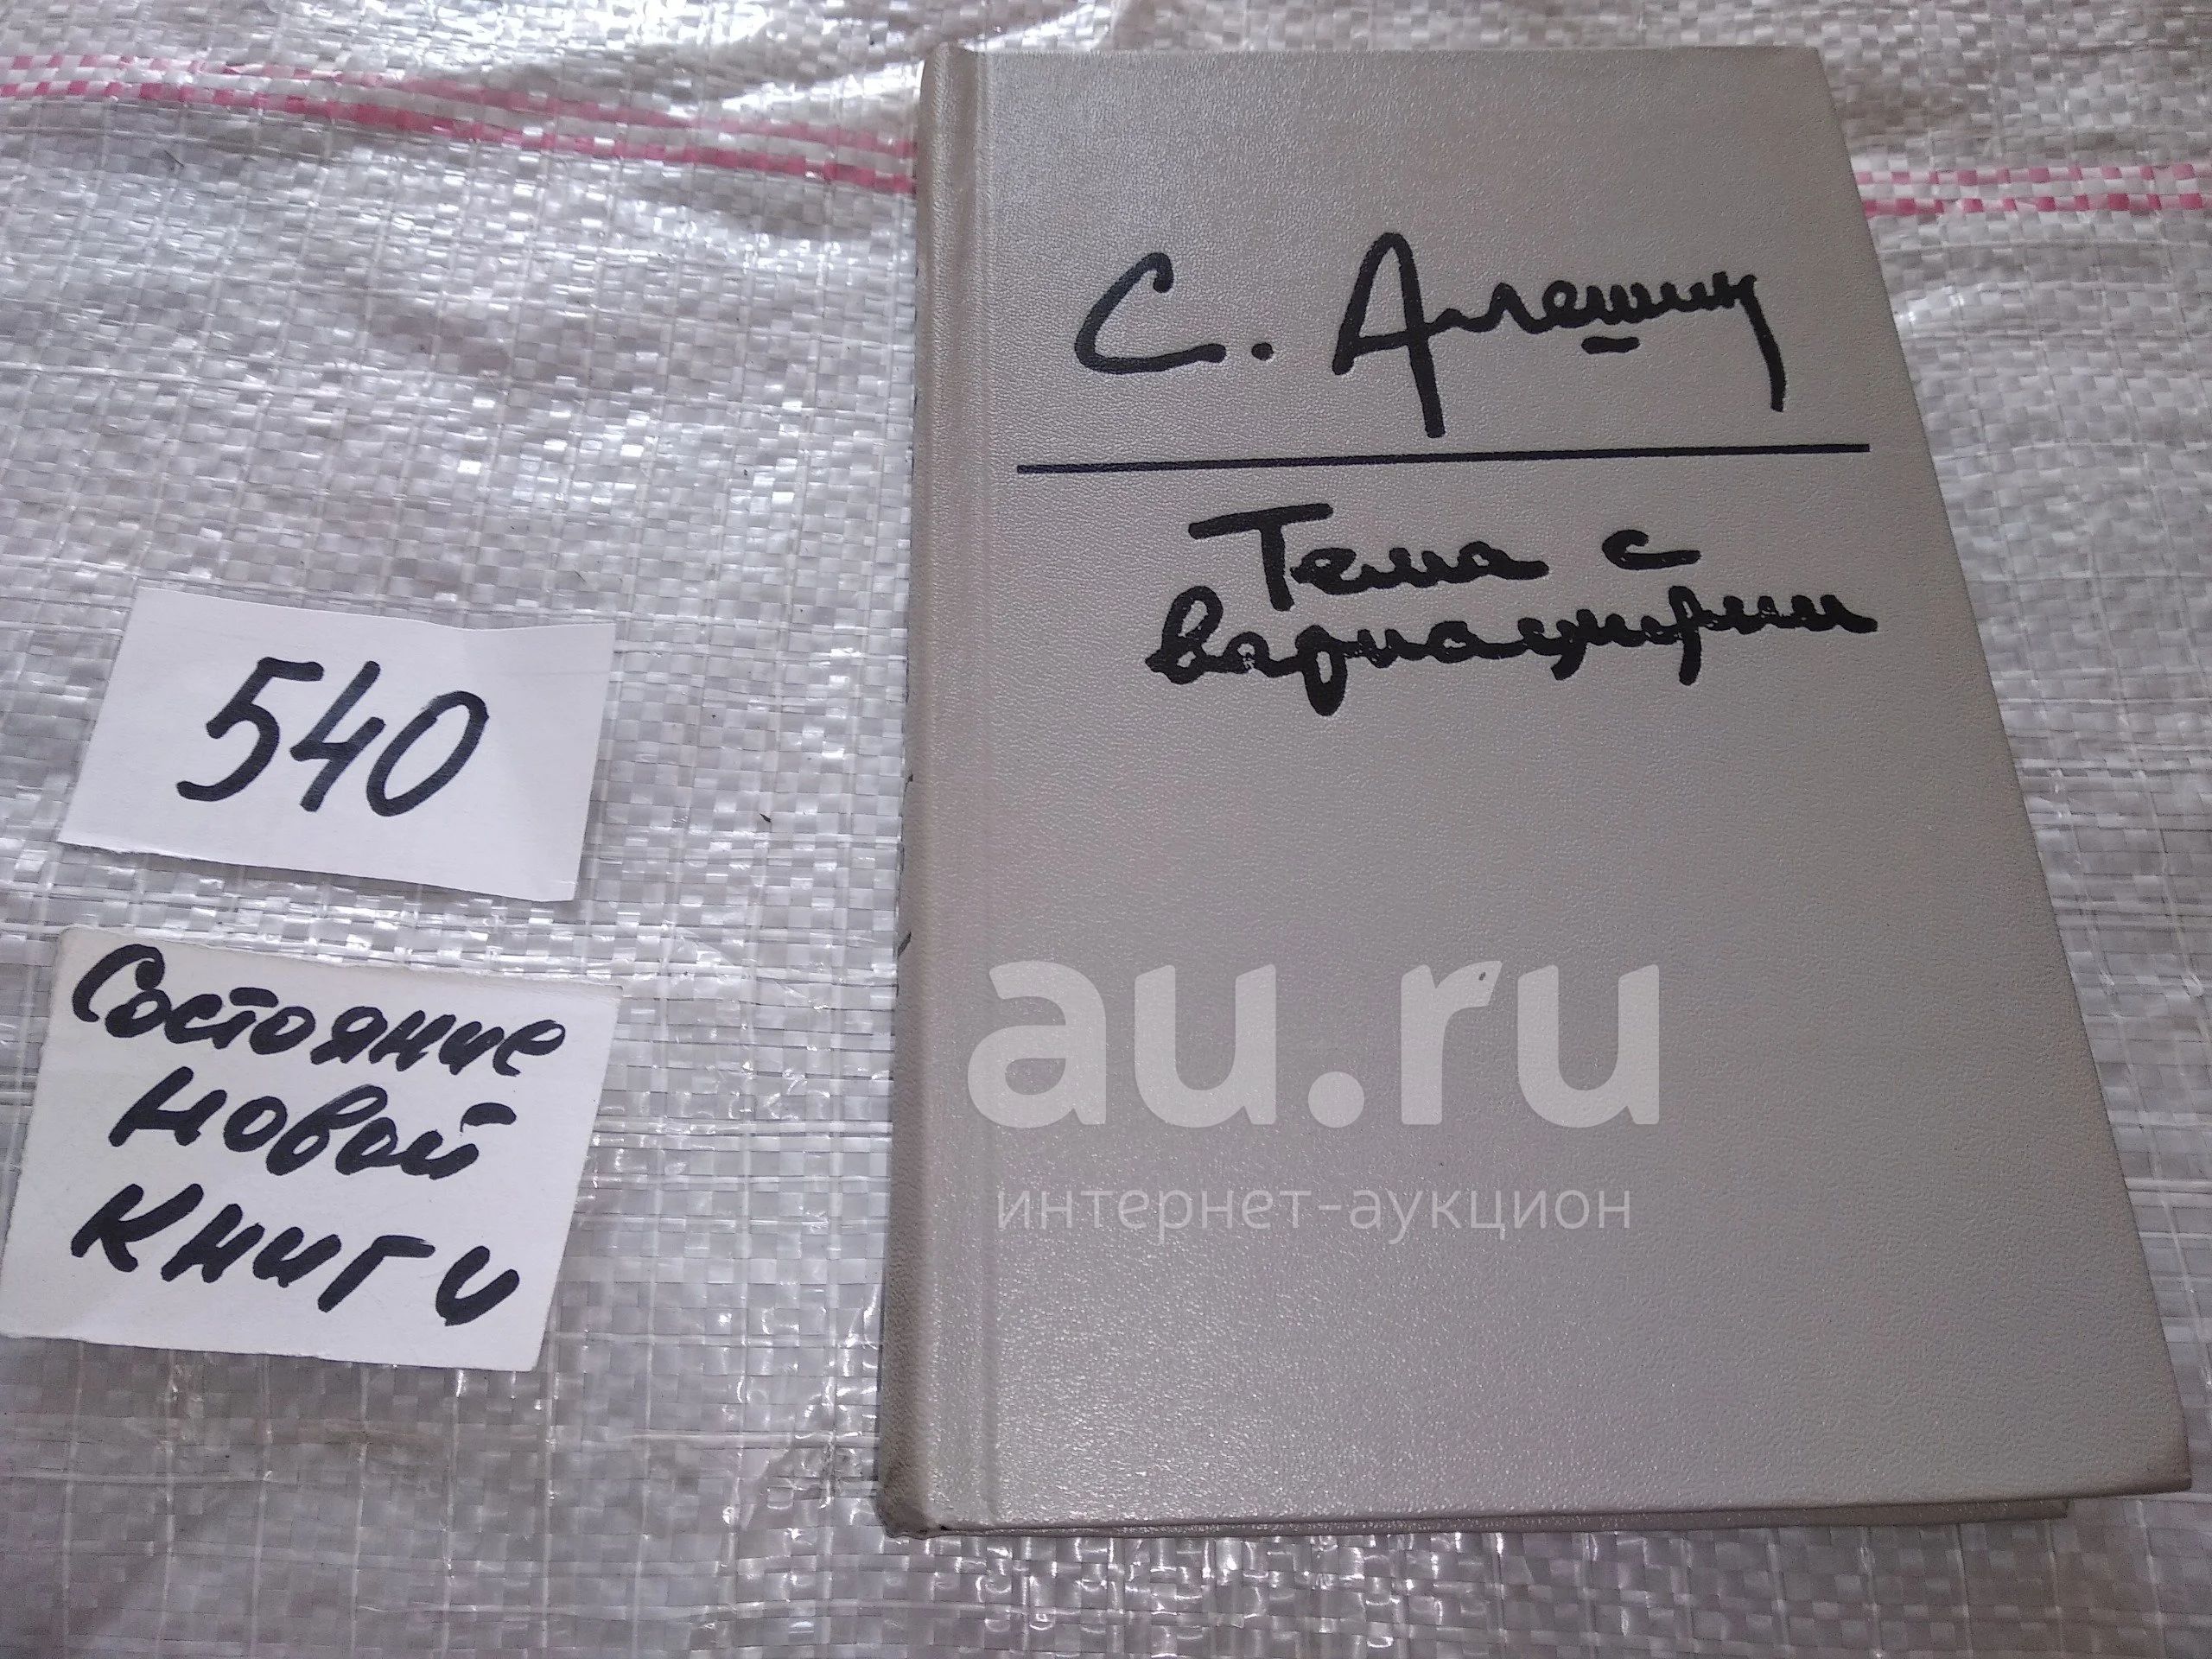 С. Алешин
Тема с
вариациями
540
Состояние
новой
книги
au.ru
интернет-аукцион